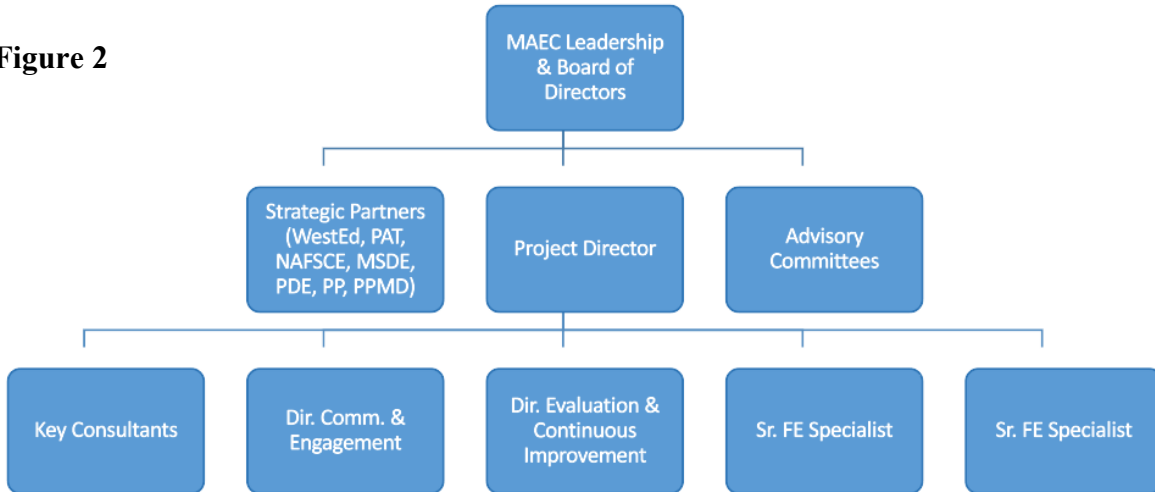 Figure 2
MAEC Leadership
& Board of
Directors
Strategic Partners
(WestEd, PAT,
NAFSCE, MSDE,
PDE, PP, PPMD)
Project Director
Advisory
Committees
Key Consultants
Dir. Comm. &
Engagement
Dir. Evaluation &
Continuous
Improvement
Sr. FE Specialist
Sr. FE Specialist